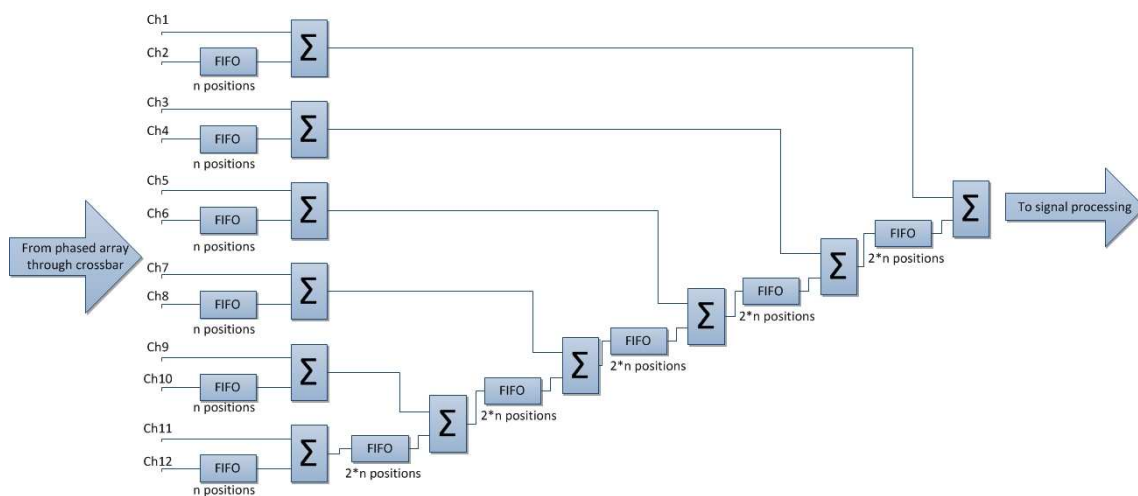 Ch1
Σ
Ch2
FIFO
n positions
Ch3
Σ
Ch4
FIFO
n positions
Ch5
Σ
Ch6
FIFO
n positions
From phased array
through crossbar
Ch7
Σ
Ch8
FIFO
n positions
Ch9
Σ
Ch10
FIFO
n positions
Ch11
Σ
Ch12
FIFO
n positions
FIFO
2*n positions
Σ
FIFO
2*n positions
Σ
FIFO
2*n positions
Σ
FIFO
2*n positions
Σ
FIFO
2*n positions
Σ
To signal processing